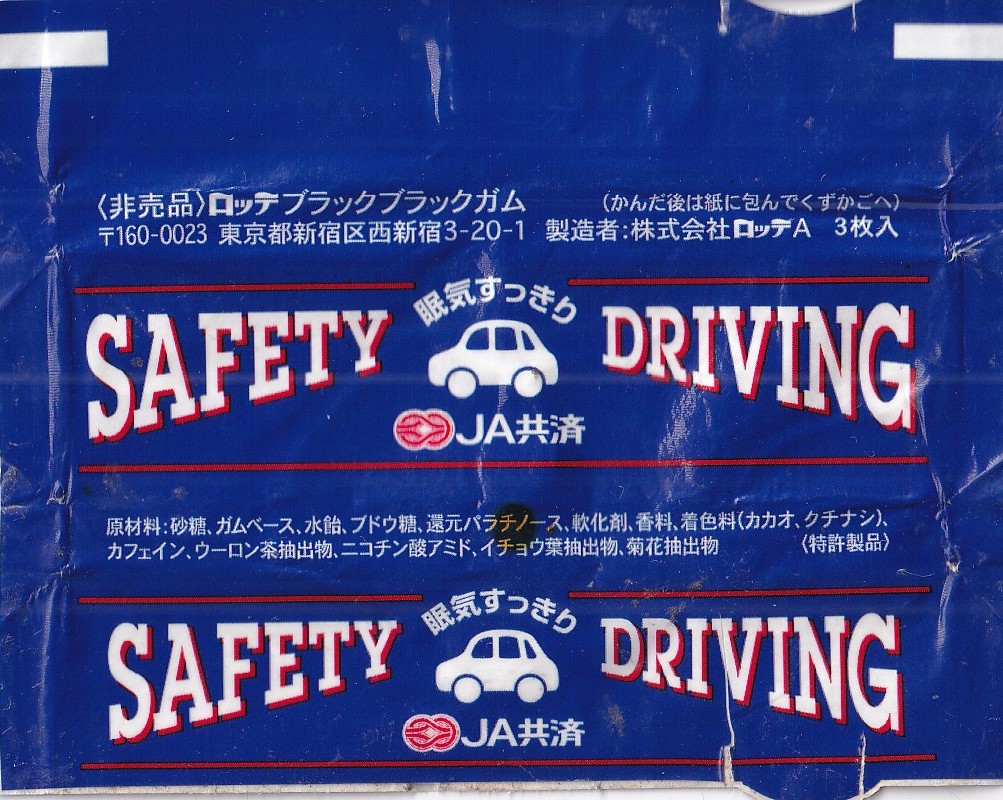 〈非売品〉ロッテブラックブラックガム (かんだ後は紙に包んでくずかごへ)
〒160-0023 東京都新宿区西新宿3-20-1 製造者:株式会社ロッテA 3枚入
眠気すっきり
SAFETY DRIVING
JA共済
原材料:砂糖、ガムベース、水飴、ブドウ糖、還元パラチノース、軟化剤、香料、着色料(カカオ、クチナシ)、
カフェイン、ウーロン茶抽出物、ニコチン酸アミド、イチョウ葉抽出物、菊花抽出物 〈特許製品〉
眠気すっきり
SAFETY DRIVING
JA共済